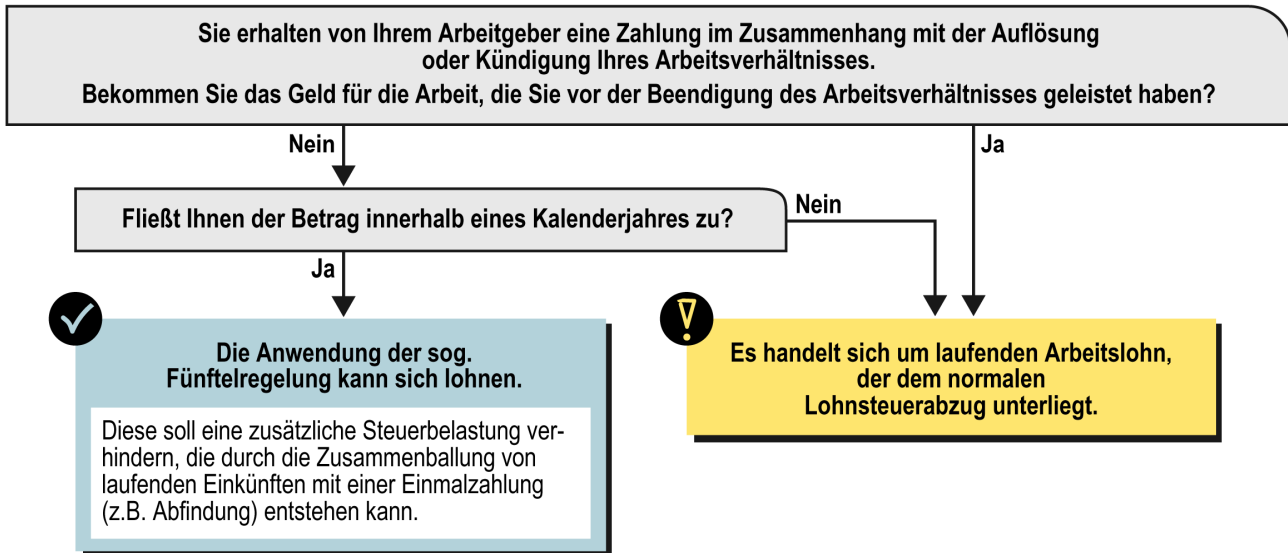 Sie erhalten von Ihrem Arbeitgeber eine Zahlung im Zusammenhang mit der Auflösung
oder Kündigung Ihres Arbeitsverhältnisses.
Bekommen Sie das Geld für die Arbeit, die Sie vor der Beendigung des Arbeitsverhältnisses geleistet haben?
Nein
Ja
Fließt Ihnen der Betrag innerhalb eines Kalenderjahres zu?
Nein
Ja
Die Anwendung der sog.
Fünftelregelung kann sich lohnen.
Diese soll eine zusätzliche Steuerbelastung ver-
hindern, die durch die Zusammenballung von
laufenden Einkünften mit einer Einmalzahlung
(z.B. Abfindung) entstehen kann.
Es handelt sich um laufenden Arbeitslohn,
der dem normalen
Lohnsteuerabzug unterliegt.